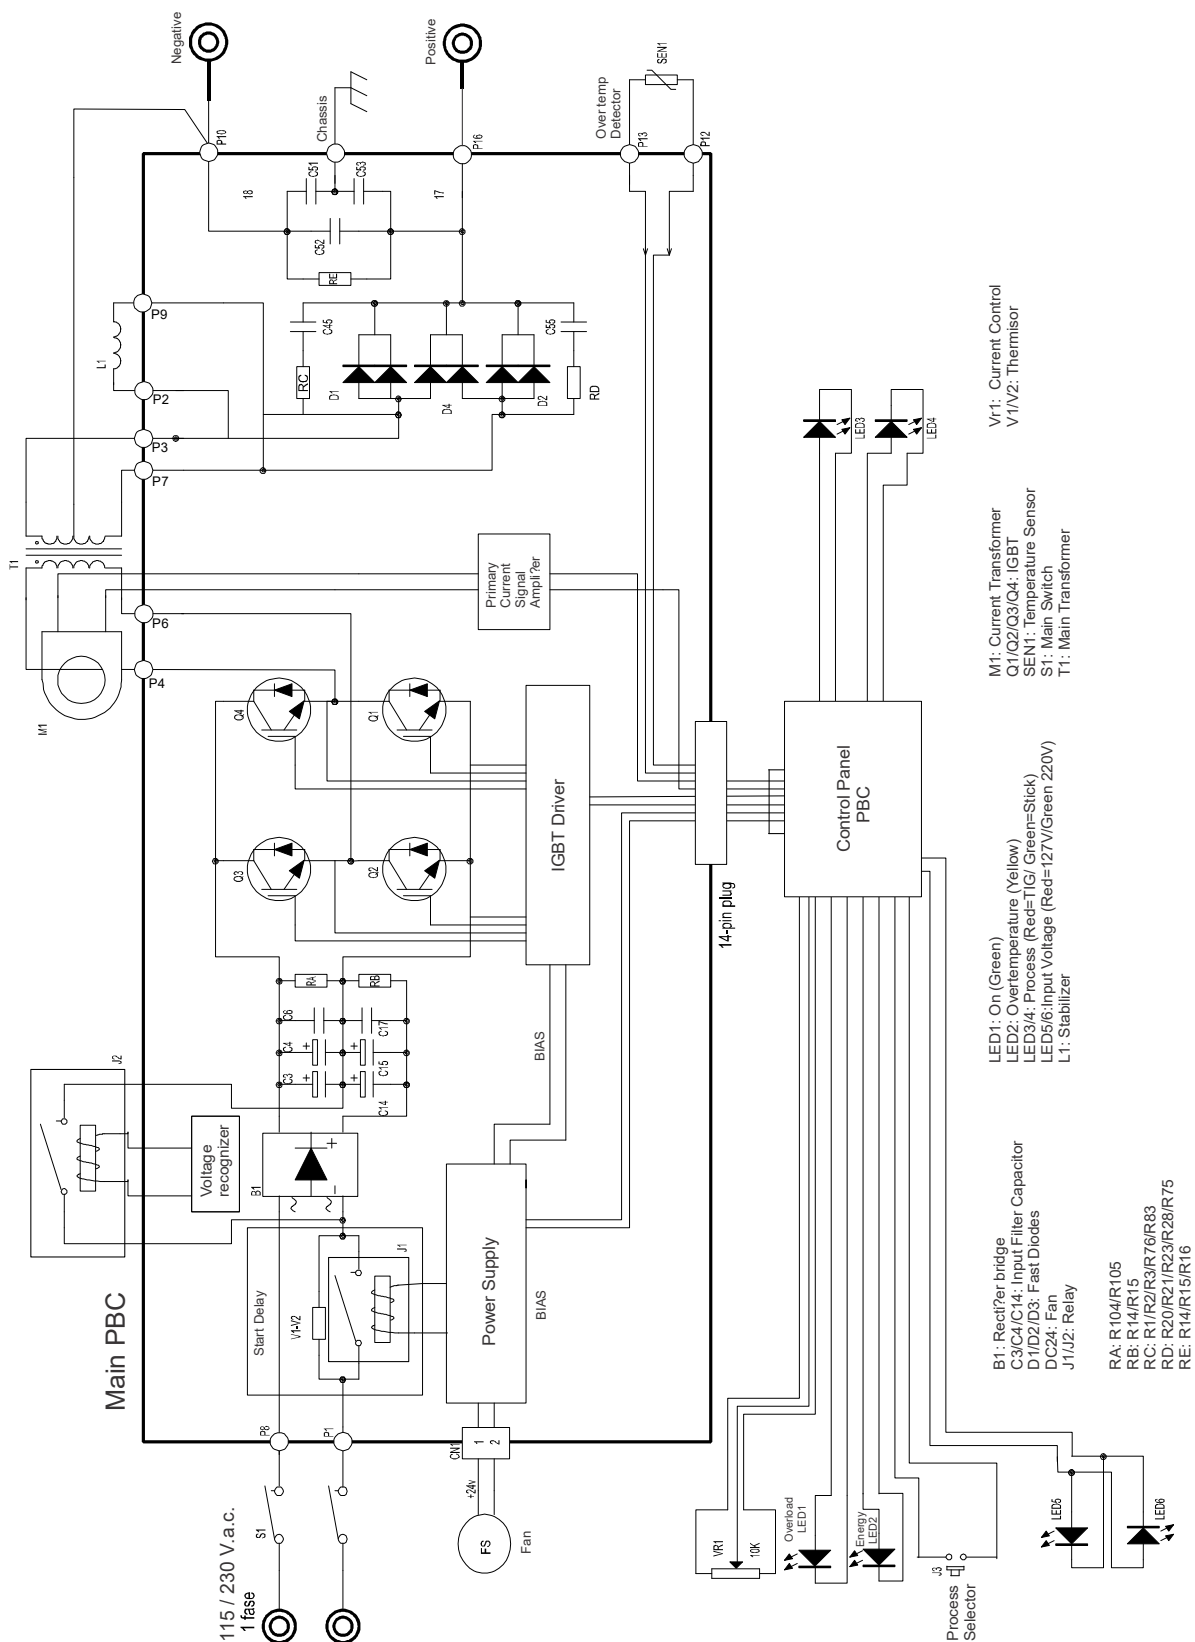 115 / 230 V.a.c.
1 fase
S1
P8
P1
Main PBC
Start Delay
V1-V2
J1
J2
Voltage
recognizer
B1
+
−
C3
C4
C6
RA
+
+
+
+
C14
C15
C17
RB
Q3
Q4
Q2
Q1
M1
T1
P4
P6
P7
P3
P2
P9
L1
P10
Negative
Chassis
P16
Positive
Over temp
Detector
P13
P12
SEN1
18
17
C51
C53
C52
RE
C45
RC
D1
D4
D2
C55
RD
Primary
Current
Signal
Ampli?er
IGBT Driver
BIAS
Power Supply
BIAS
CN1
1
2
+24v
FS
Fan
14-pin plug
Control Panel
PBC
LED3
LED4
VR1
10K
Overload
LED1
Energy
LED2
J3
Process
Selector
LED5
LED6
B1: Recti?er bridge
C3/C4/C14: Input Filter Capacitor
D1/D2/D3: Fast Diodes
DC24: Fan
J1/J2: Relay
RA: R104/R105
RB: R14/R15
RC: R1/R2/R3/R76/R83
RD: R20/R21/R23/R28/R75
RE: R14/R15/R16
LED1: On (Green)
LED2: Overtemperature (Yellow)
LED3/4: Process (Red=TIG/ Green=Stick)
LED5/6:Input Voltage (Red=127V/Green 220V)
L1: Stabilizer
M1: Current Transformer
Q1/Q2/Q3/Q4: IGBT
SEN1: Temperature Sensor
S1: Main Switch
T1: Main Transformer
Vr1: Current Control
V1/V2: Thermisor